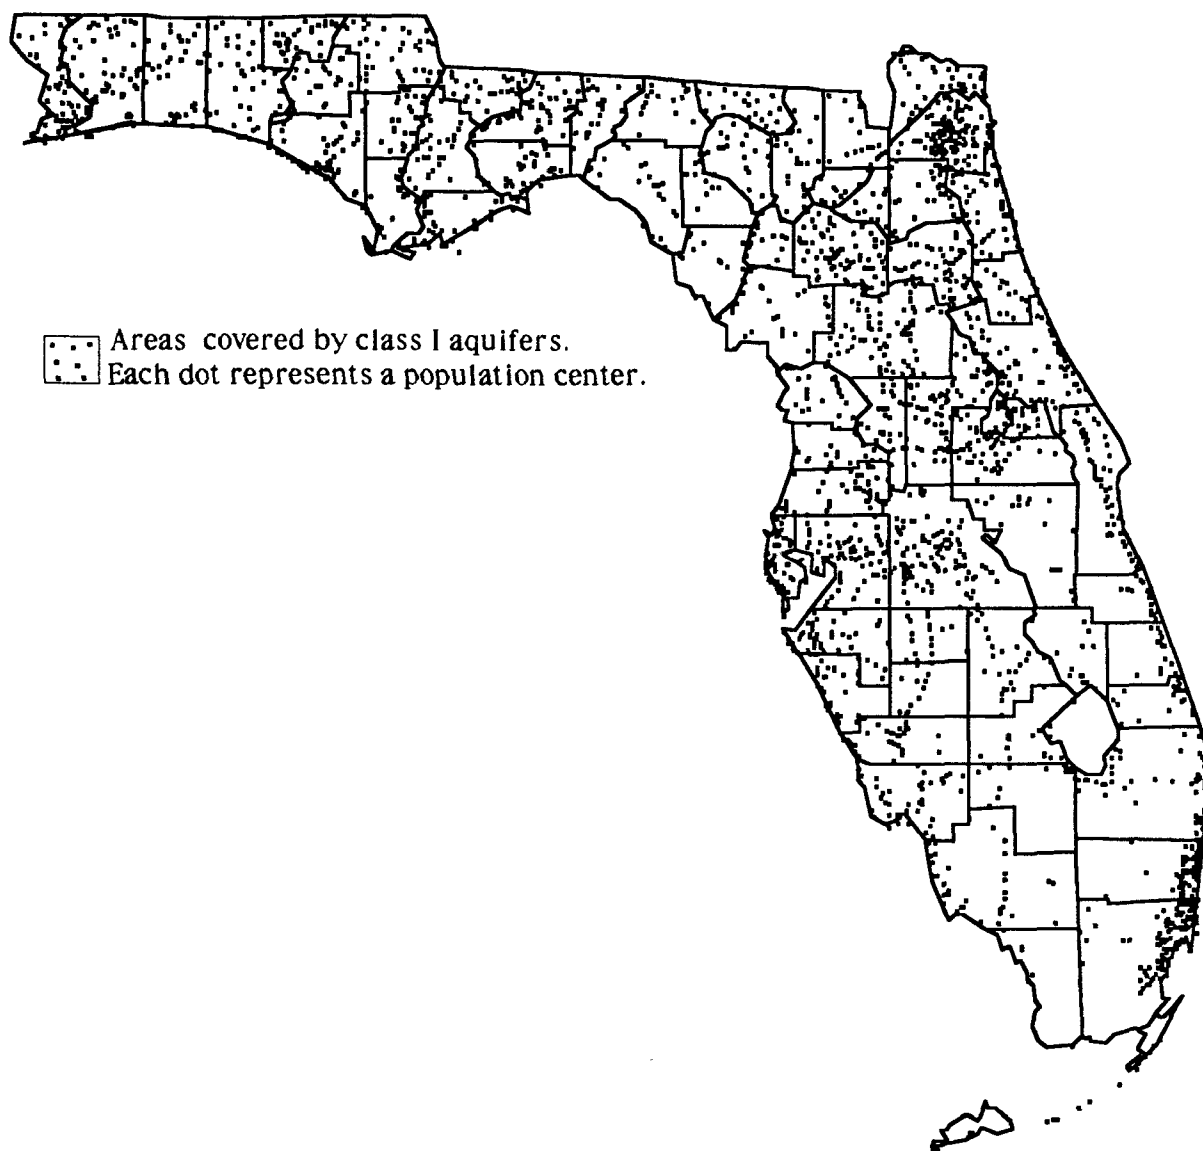 Areas covered by class I aquifers.
Each dot represents a population center.